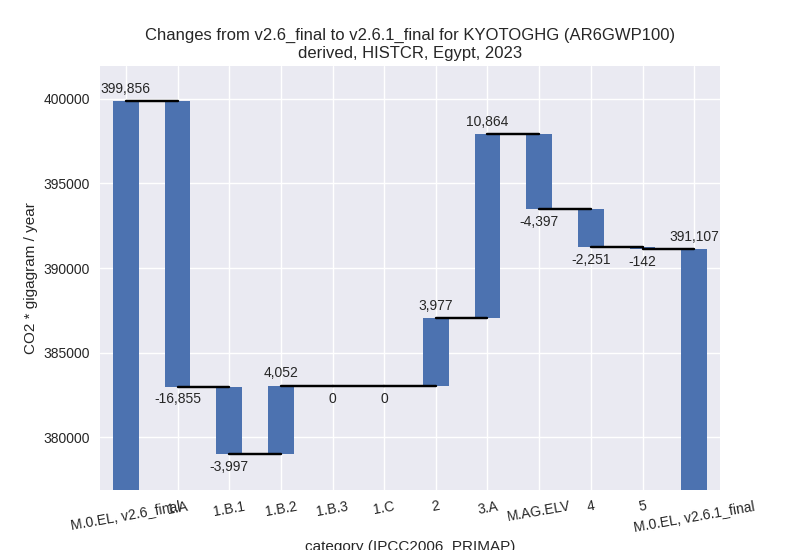 Changes from v2.6_final to v2.6.1_final for KYOTOGHG (AR6GWP100)
derived, HISTCR, Egypt, 2023
CO2 * gigagram / year
400000
395000
390000
385000
380000
399,856
-16,855
-3,997
4,052
0
0
3,977
10,864
-4,397
-2,251
-142
391,107
M.0.EL, v2.6_final
1.A
1.B.1
1.B.2
1.B.3
1.C
2
3.A
M.AG.ELV
4
5
M.0.EL, v2.6.1_final
category (IPCC2006_PRIMAP)